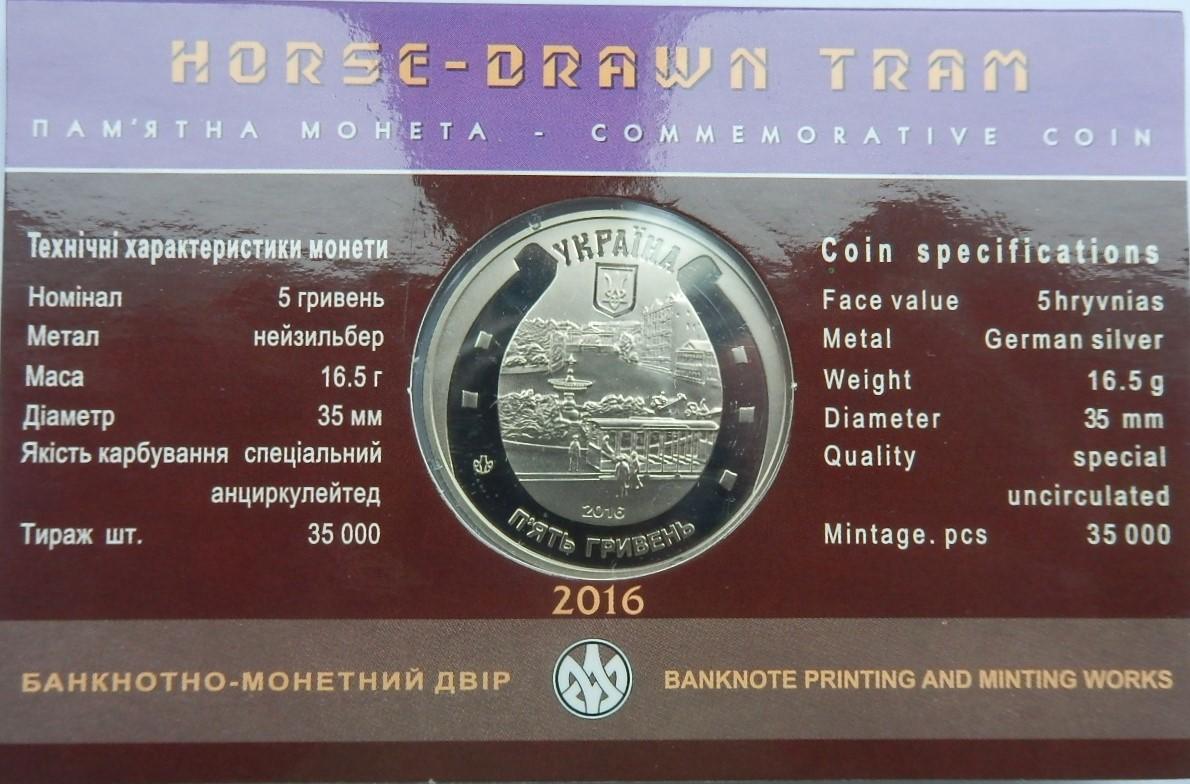 HORSE-DRAWN TRAM
ПАМ'ЯТНА МОНЕТА - COMMEMORATIVE COIN
Технічні характеристики монети
Номінал 5 гривень
Метал нейзильбер
Маса 16.5 г
Діаметр 35 мм
Якість карбування спеціальний
анциркулейтед
Тираж шт. 35 000
УКРАЇНА
2016
П'ЯТЬ ГРИВЕНЬ
Coin specifications
Face value 5hryvnias
Metal German silver
Weight 16.5 g
Diameter 35 mm
Quality special
uncirculated
Mintage. pcs 35 000
2016
БАНКНОТНО-МОНЕТНИЙ ДВІР
BANKNOTE PRINTING AND MINTING WORKS